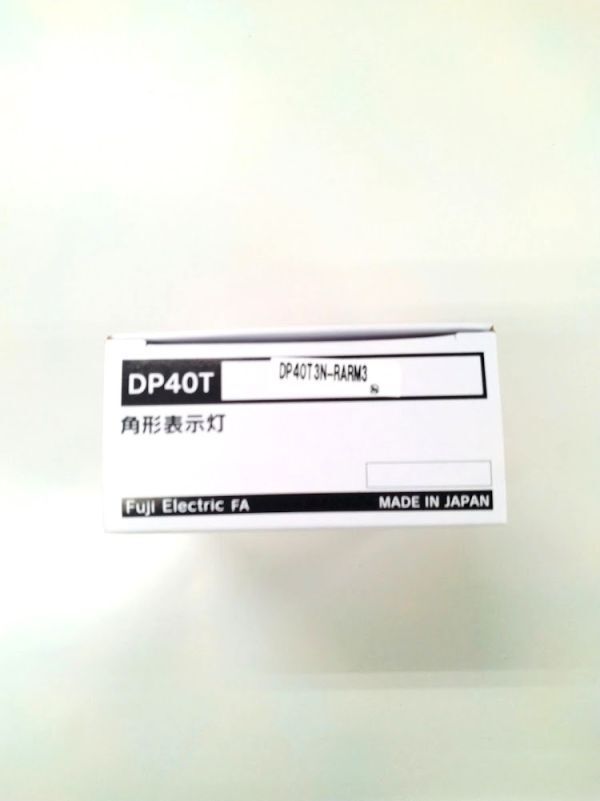 DP40T
DP40T3N-RARM3
角形表示灯
Fuji Electric FA
MADE IN JAPAN